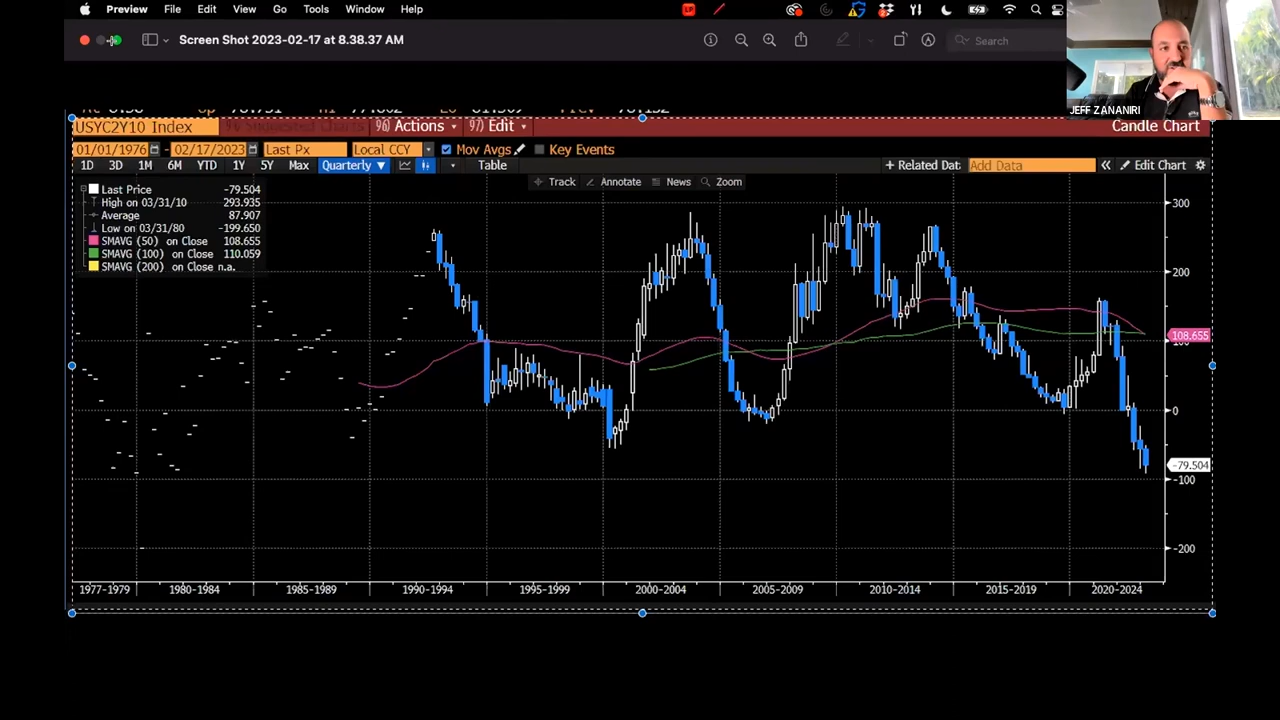 Preview File Edit View Go Tools Window Help
LP
Screen Shot 2023-02-17 at 8.38.37 AM
Search
JEFF ZANANIRI
USYC2Y10 Index 96 Suggested Charts 96) Actions 97) Edit Candle Chart
01/01/1976 02/17/2023 Last Px Local CCY Mov Avgs Key Events
1D 3D 1M 6M YTD 1Y 5Y Max Quarterly ▼ Table + Related Dat Add Data « Edit Chart
Track Annotate News Zoom
Last Price -79.504
High on 03/31/10 293.935
Average 87.907
Low on 03/31/80 -199.650
SMAVG (50) on Close 108.655
SMAVG (100) on Close 110.059
SMAVG (200) on Close n.a.
300
200
108.655
0
-79.504
-100
-200
1977-1979 1980-1984 1985-1989 1990-1994 1995-1999 2000-2004 2005-2009 2010-2014 2015-2019 2020-2024